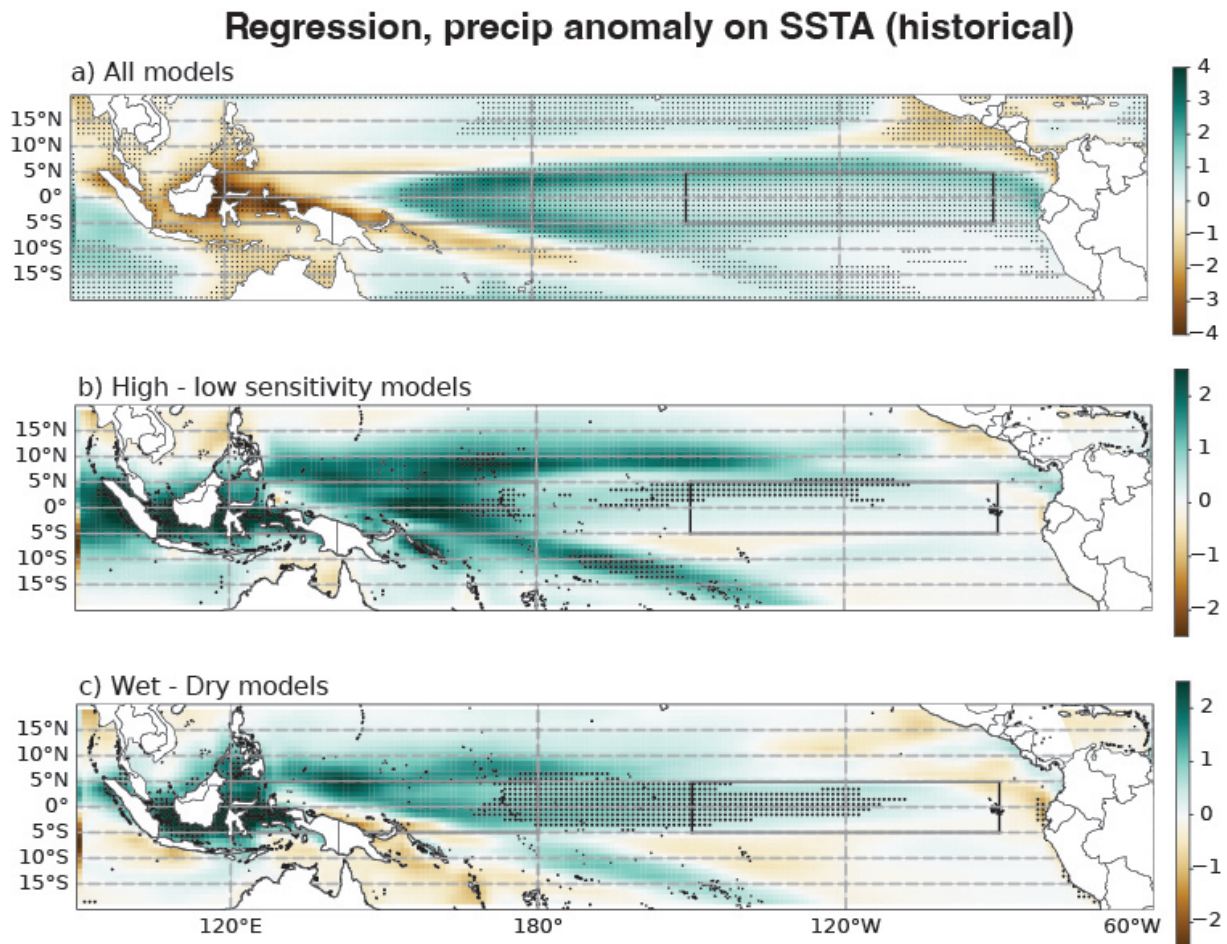 Regression, precip anomaly on SSTA (historical)
a) All models
15°N
10°N
5°N
0°
5°S
10°S
15°S
4
3
2
1
0
−1
−2
−3
−4
b) High - low sensitivity models
15°N
10°N
5°N
0°
5°S
10°S
15°S
2
1
0
−1
−2
c) Wet - Dry models
15°N
10°N
5°N
0°
5°S
10°S
15°S
2
1
0
−1
−2
120°E
180°
120°W
60°W